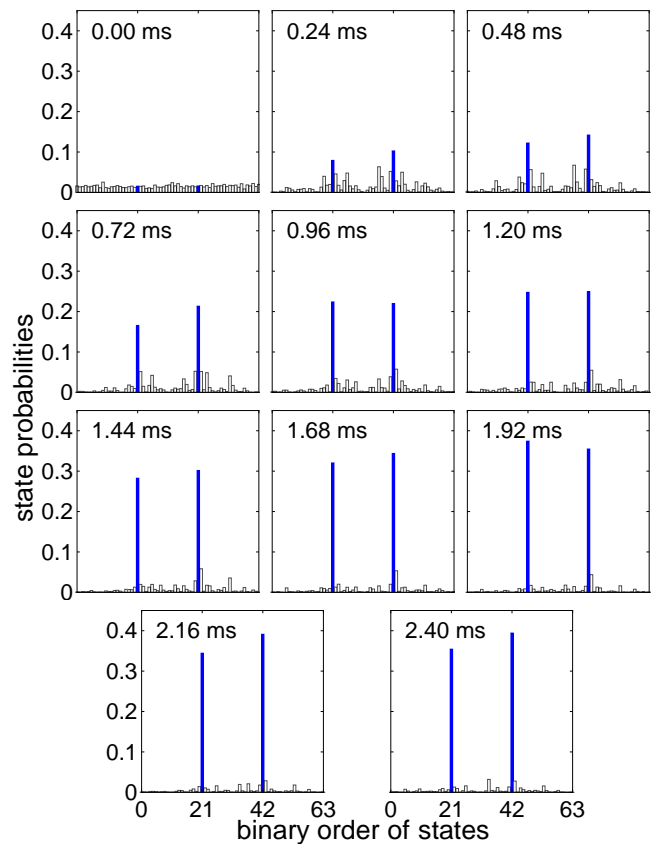 0.4
0.3
0.2
0.1
0
0.00 ms
0.24 ms
0.48 ms
0.4
0.3
0.2
0.1
0
0.72 ms
0.96 ms
1.20 ms
state probabilities
0.4
0.3
0.2
0.1
0
1.44 ms
1.68 ms
1.92 ms
0.4
0.3
0.2
0.1
0
2.16 ms
2.40 ms
0 21 42 63
0 21 42 63
binary order of states